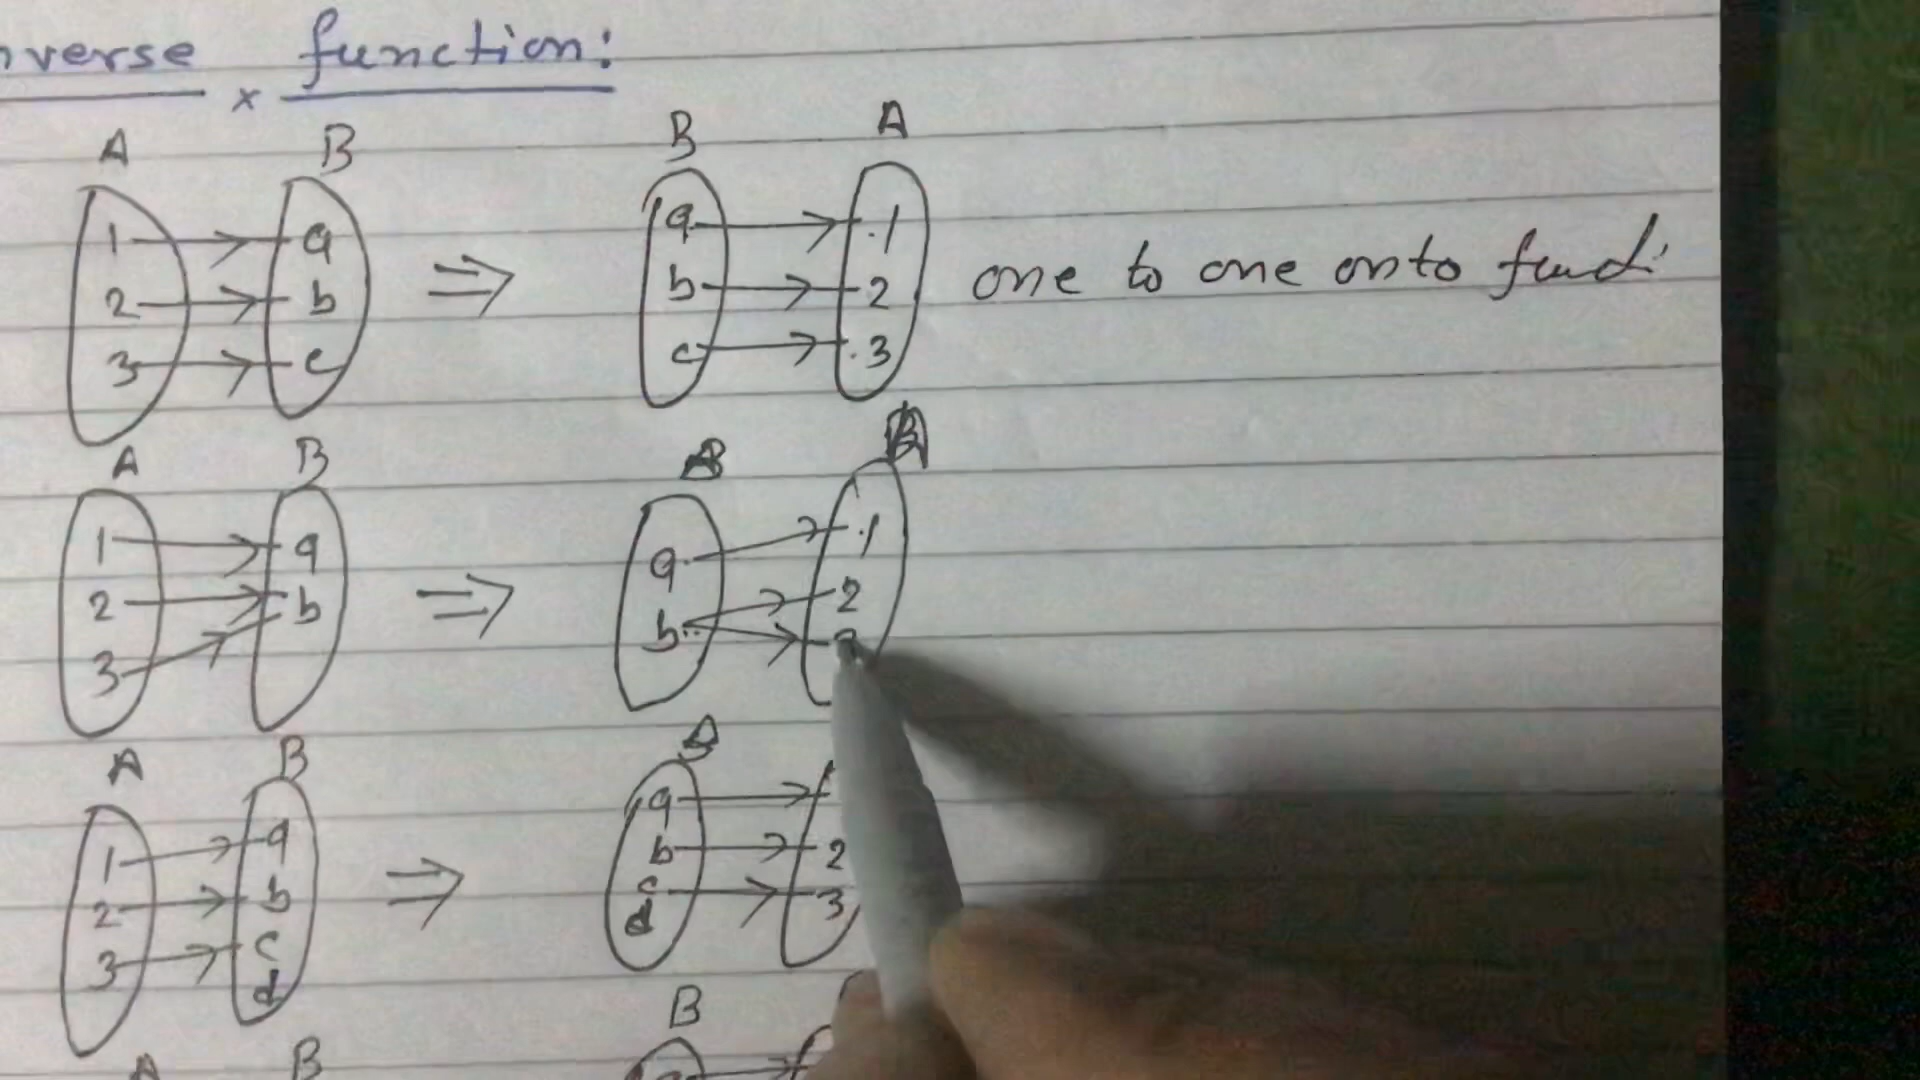 nverse function:
A B B A
1 a a .1
2 b ⇒ b 2 one to one onto
3 c c .3
A B A
1 a a .1
2 b ⇒ b 2
3
A B
1 a a
2 b ⇒ b 2
3 c c 3
d d
B
A B